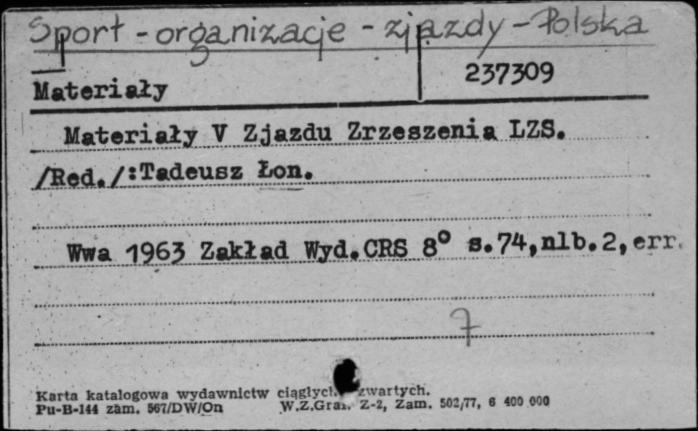 Sport - organizacje - zjazdy - Polska
237309
Materiały
Materiały V Zjazdu Zrzeszenia LZS.
/Red./:Tadeusz Łon.
Wwa 1963 Zakład Wyd.CRS 8° s.74,nlb.2,err.
7
Karta katalogowa wydawnictw
Pu-B-144 zam. 567/DW/On W.Z.Graf. Z-2, Zam. 502/77, 6 400 000